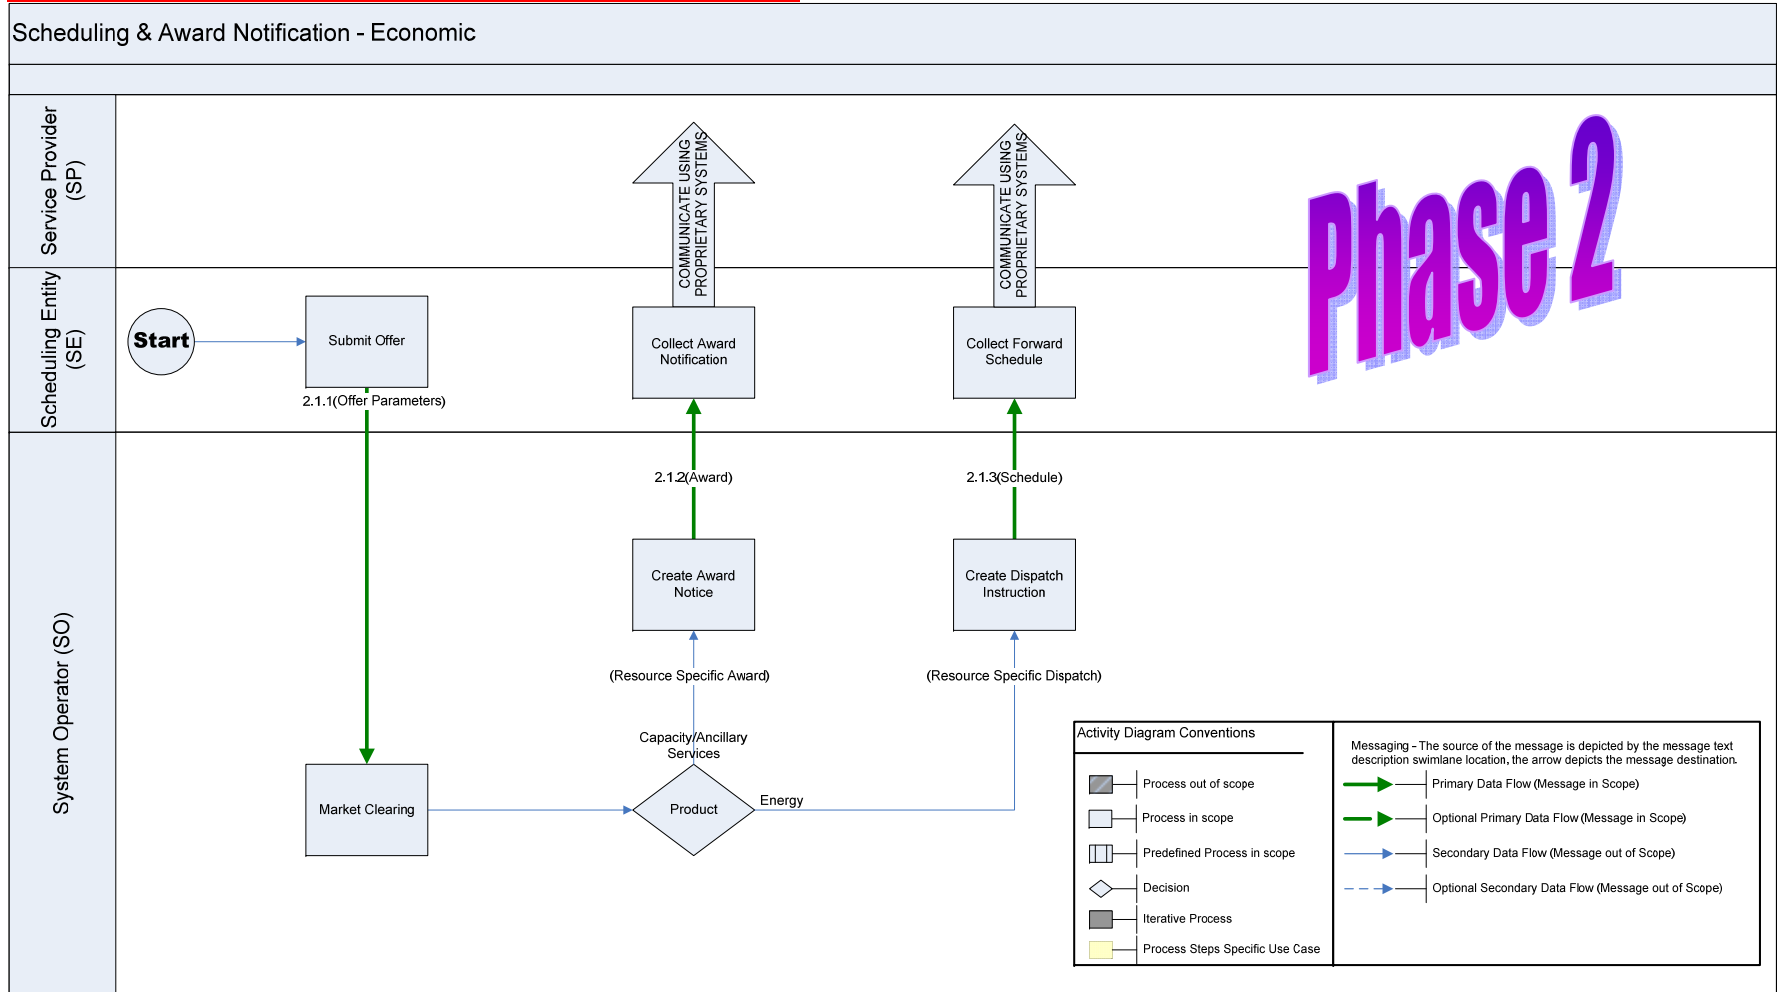 Scheduling & Award Notification - Economic
Service Provider
(SP)
COMMUNICATE USING
PROPRIETARY SYSTEMS
COMMUNICATE USING
PROPRIETARY SYSTEMS
Phase 2
Scheduling Entity
(SE)
Start
Submit Offer
Collect Award
Notification
Collect Forward
Schedule
2.1.1(Offer Parameters)
System Operator (SO)
2.1.2(Award)
2.1.3(Schedule)
Create Award
Notice
Create Dispatch
Instruction
(Resource Specific Award)
(Resource Specific Dispatch)
Capacity/Ancillary
Services
Market Clearing
Product
Energy
Activity Diagram Conventions
Process out of scope
Process in scope
Predefined Process in scope
Decision
Iterative Process
Process Steps Specific Use Case
Messaging - The source of the message is depicted by the message text
description swimlane location, the arrow depicts the message destination.
Primary Data Flow (Message in Scope)
Optional Primary Data Flow (Message in Scope)
Secondary Data Flow (Message out of Scope)
Optional Secondary Data Flow (Message out of Scope)